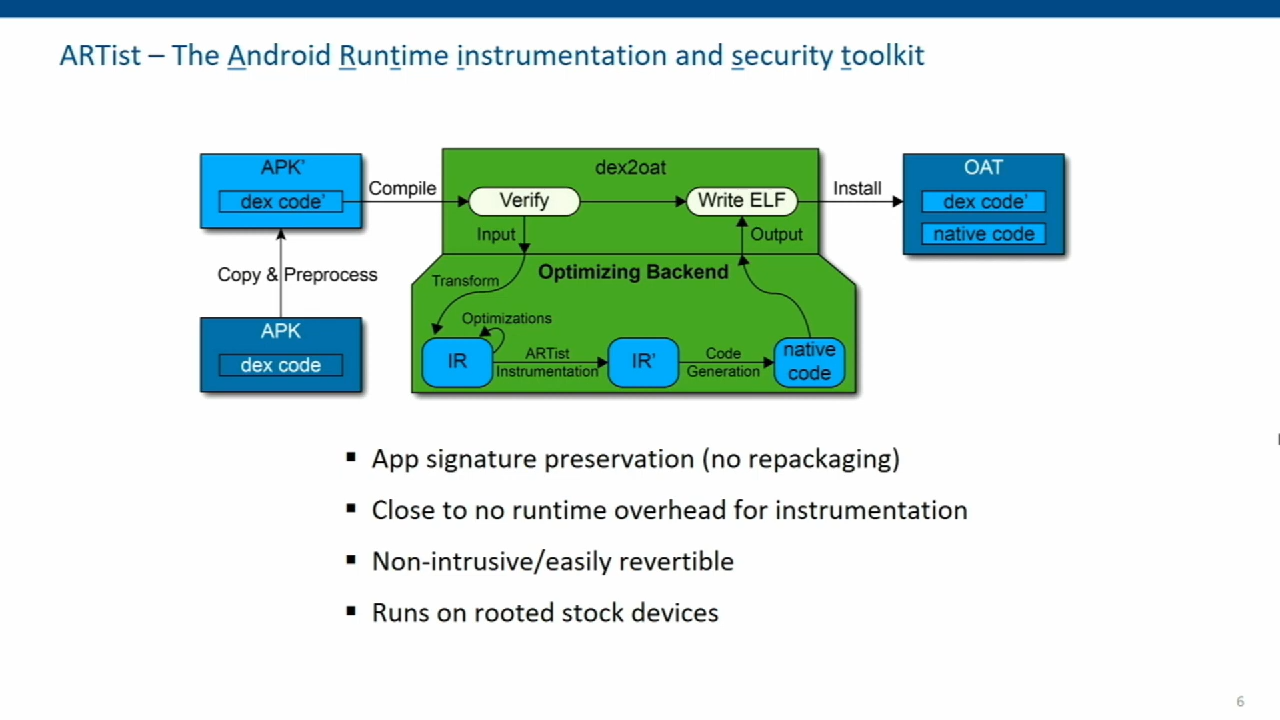 ARTist – The Android Runtime instrumentation and security toolkit
APK'
dex code'
Compile
dex2oat
Verify
Write ELF
Install
OAT
dex code'
native code
Input
Output
Copy & Preprocess
Transform
Optimizing Backend
Optimizations
APK
dex code
IR
ARTist
Instrumentation
IR'
Code
Generation
native
code
▪ App signature preservation (no repackaging)
▪ Close to no runtime overhead for instrumentation
▪ Non-intrusive/easily revertible
▪ Runs on rooted stock devices
6